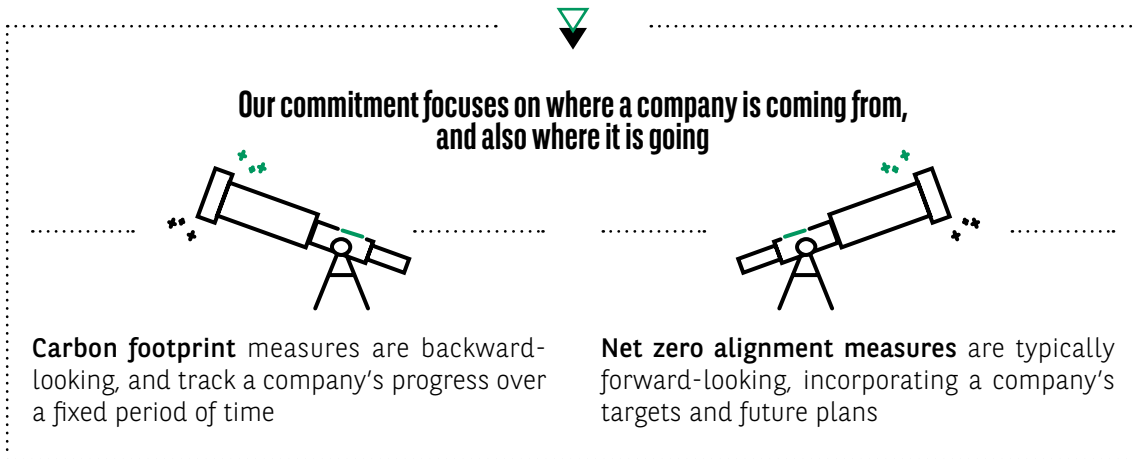 Our commitment focuses on where a company is coming from,
and also where it is going
Carbon footprint measures are backward-
looking, and track a company's progress over
a fixed period of time
Net zero alignment measures are typically
forward-looking, incorporating a company's
targets and future plans